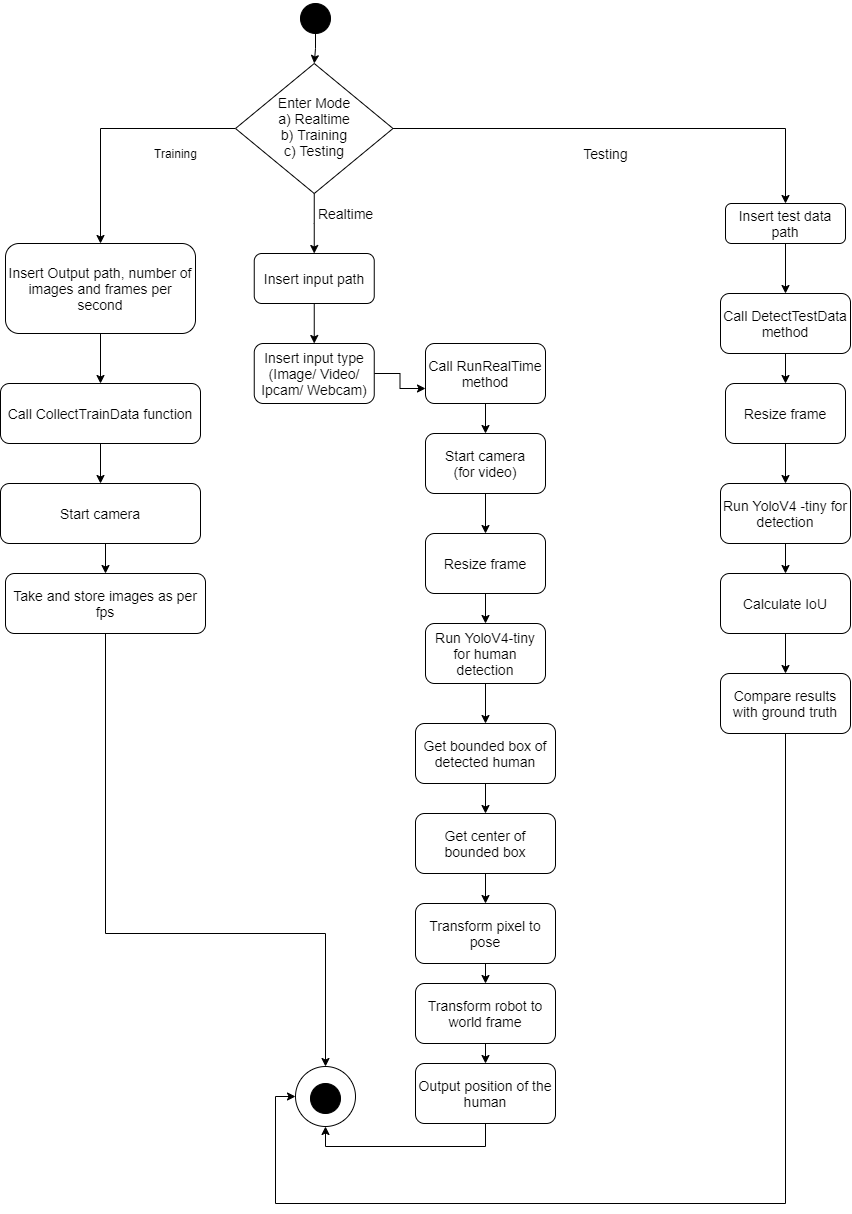 Enter Mode
a) Realtime
b) Training
c) Testing
Training
Realtime
Testing
Insert Output path, number of
images and frames per
second
Call CollectTrainData function
Start camera
Take and store images as per
fps
Insert input path
Insert input type
(Image/ Video/
Ipcam/ Webcam)
Call RunRealTime
method
Start camera
(for video)
Resize frame
Run YoloV4-tiny
for human
detection
Get bounded box of
detected human
Get center of
bounded box
Transform pixel to
pose
Transform robot to
world frame
Output position of the
human
Insert test data
path
Call DetectTestData
method
Resize frame
Run YoloV4 -tiny for
detection
Calculate IoU
Compare results
with ground truth